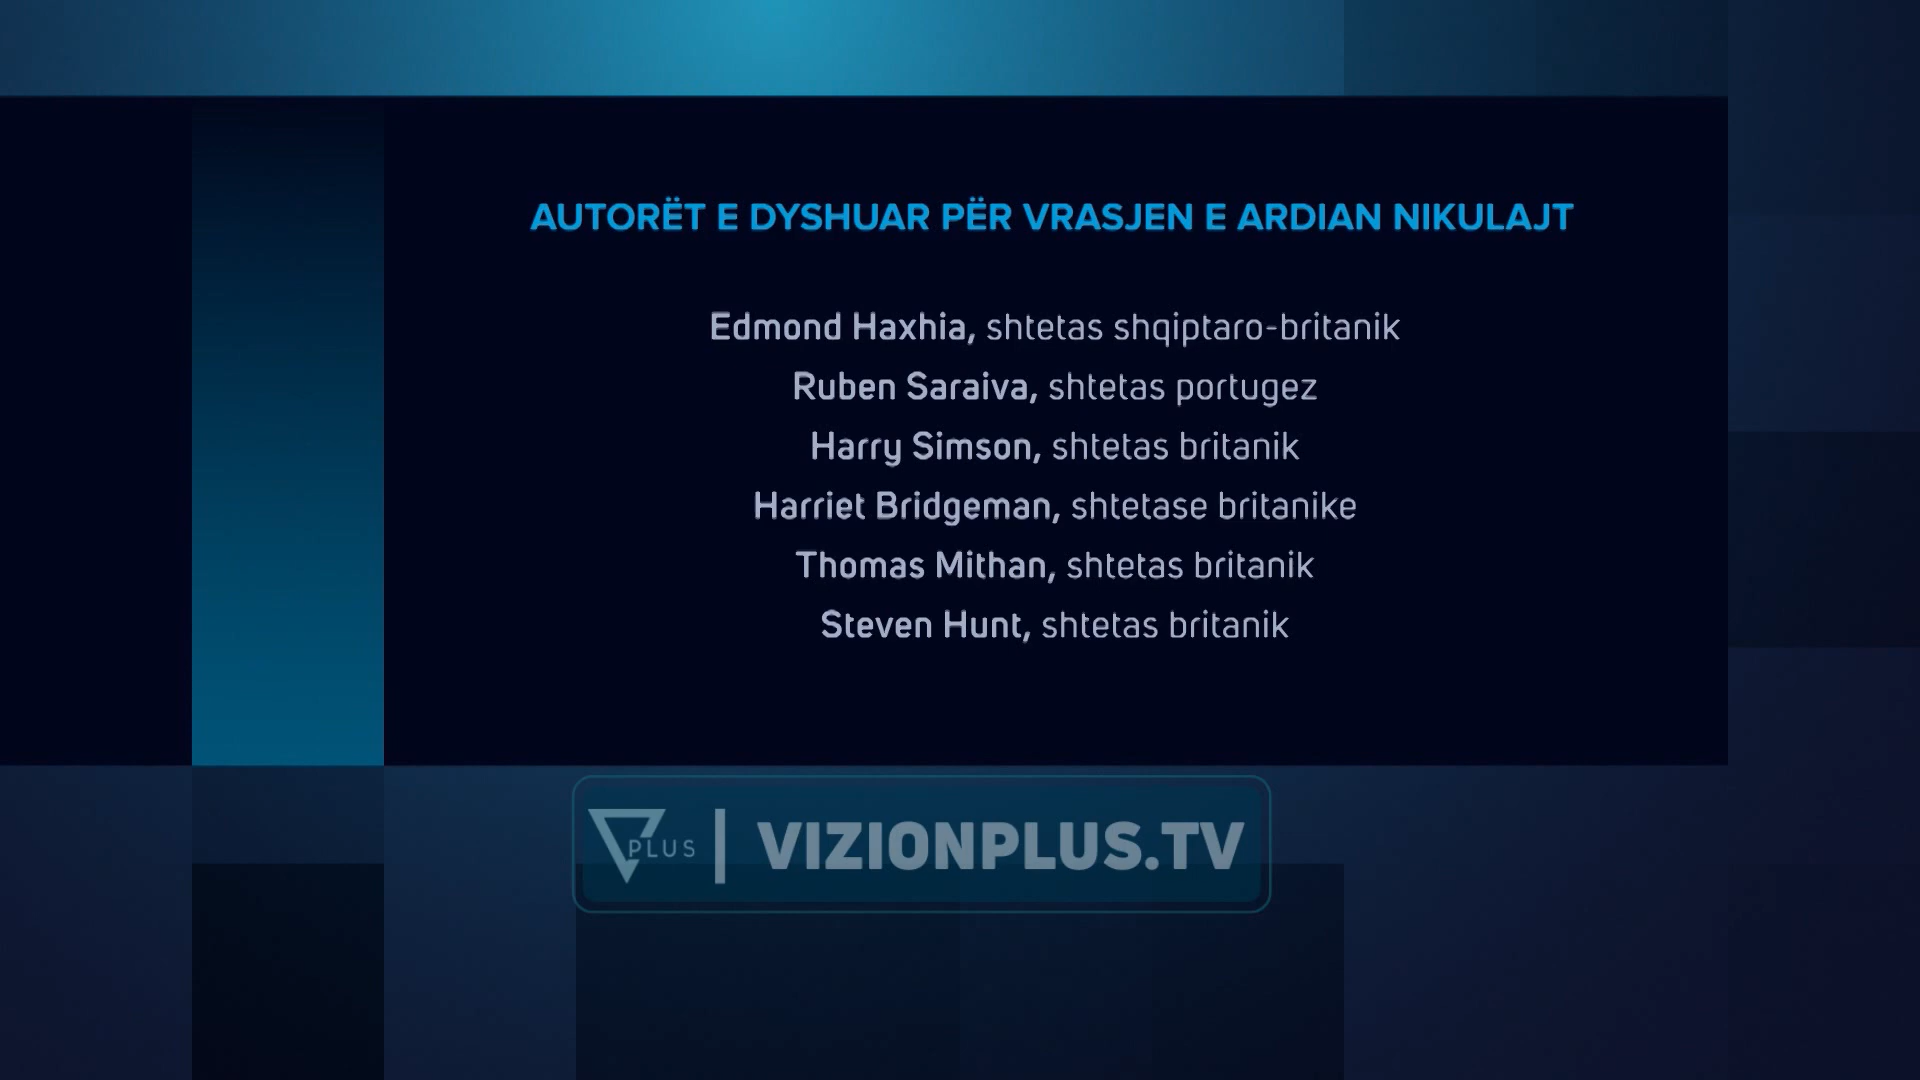 AUTORËT E DYSHUAR PËR VRASJEN E ARDIAN NIKULAJT
Edmond Haxhia, shtetas shqiptaro-britanik
Ruben Saraiva, shtetas portugez
Harry Simson, shtetas britanik
Harriet Bridgeman, shtetase britanike
Thomas Mithan, shtetas britanik
Steven Hunt, shtetas britanik
PLUS | VIZIONPLUS.TV